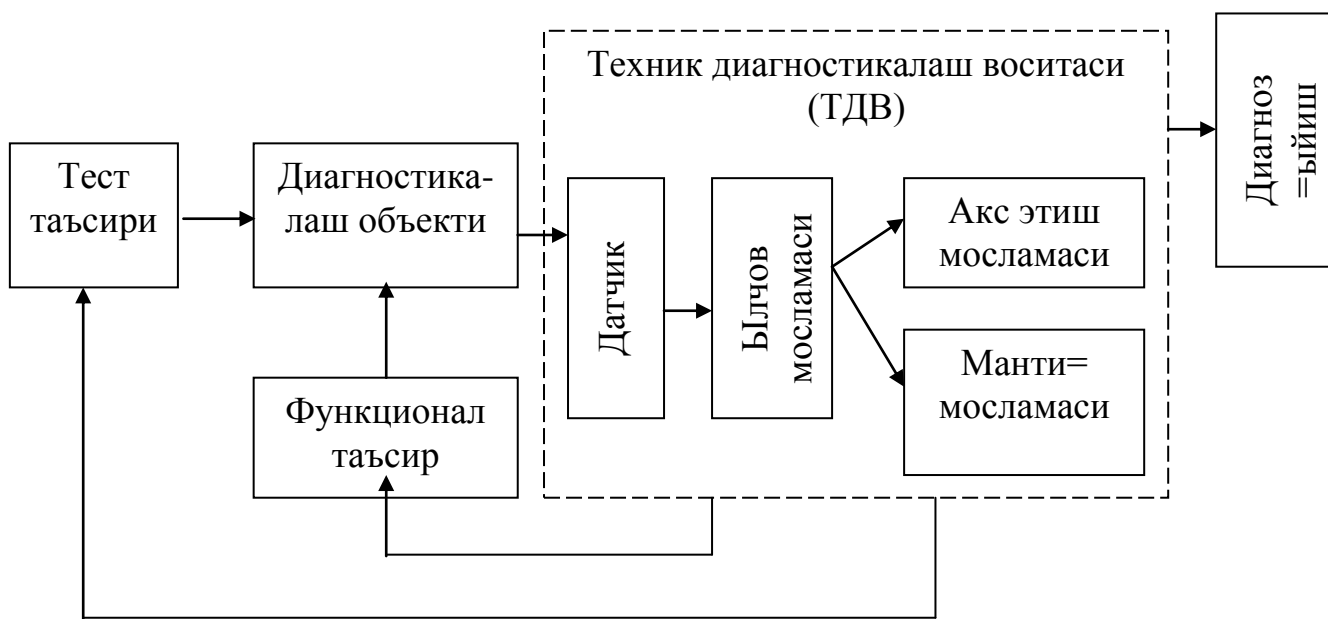 Техник диагностикалаш воситаси
(ТДВ)
Диагноз
=ыйиш
Тест
таъсири
Диагностика-
лаш объекти
Датчик
Ылчов
мосламаси
Акс этиш
мосламаси
Манти=
мосламаси
Функционал
таъсир